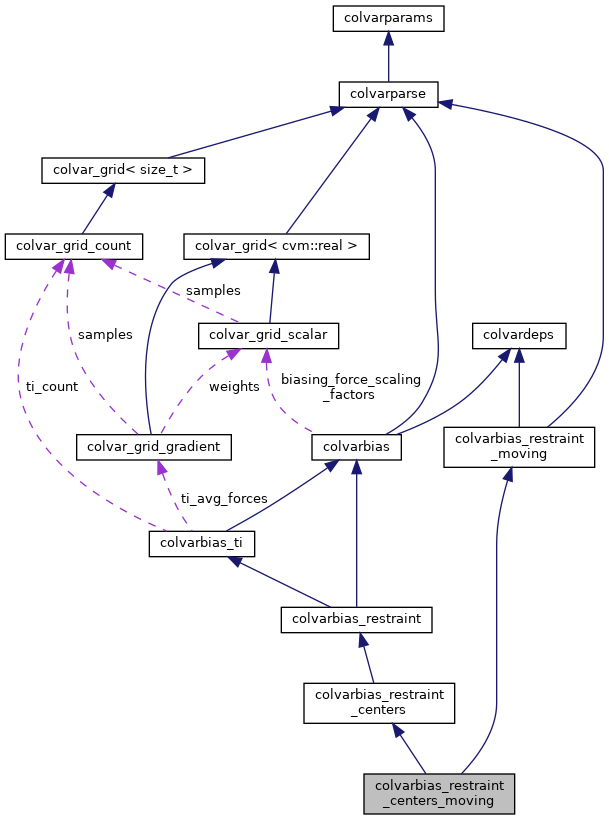 colvarparams
colvarparse
colvar_grid< size_t >
colvar_grid_count
colvar_grid< cvm::real >
samples
colvar_grid_scalar
colvardeps
samples
ti_count
weights
biasing_force_scaling
_factors
colvar_grid_gradient
colvarbias
colvarbias_restraint
_moving
ti_avg_forces
colvarbias_ti
colvarbias_restraint
colvarbias_restraint
_centers
colvarbias_restraint
_centers_moving